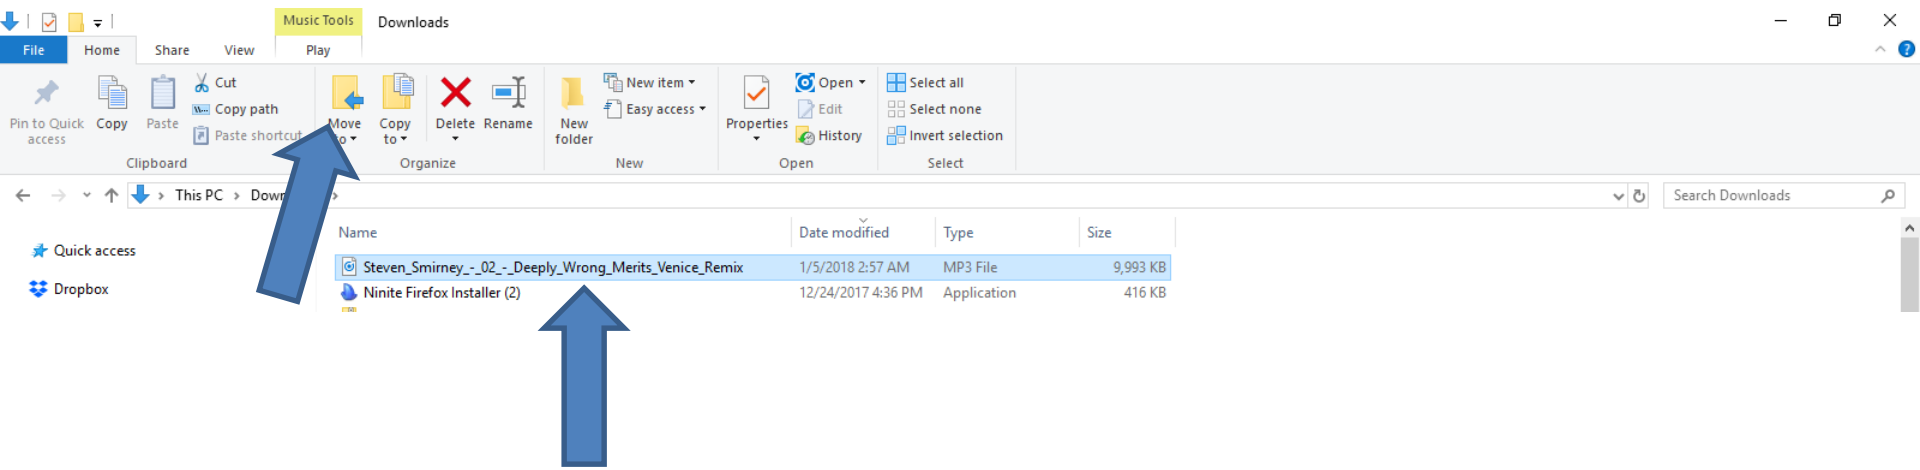 Music Tools Downloads
File Home Share View Play
Pin to Quick access
Copy
Paste
Cut
Copy path
Paste shortcut
Clipboard
Move to
Copy to
Delete
Rename
Organize
New folder
New item
Easy access
New
Properties
Open
Edit
History
Open
Select all
Select none
Invert selection
Select
This PC > >
Search Downloads
Quick access
Dropbox
Name Date modified Type Size
Steven_Smirney_-_02_-_Deeply_Wrong_Merits_Venice_Remix 1/5/2018 2:57 AM MP3 File 9,993 KB
Ninite Firefox Installer (2) 12/24/2017 4:36 PM Application 416 KB